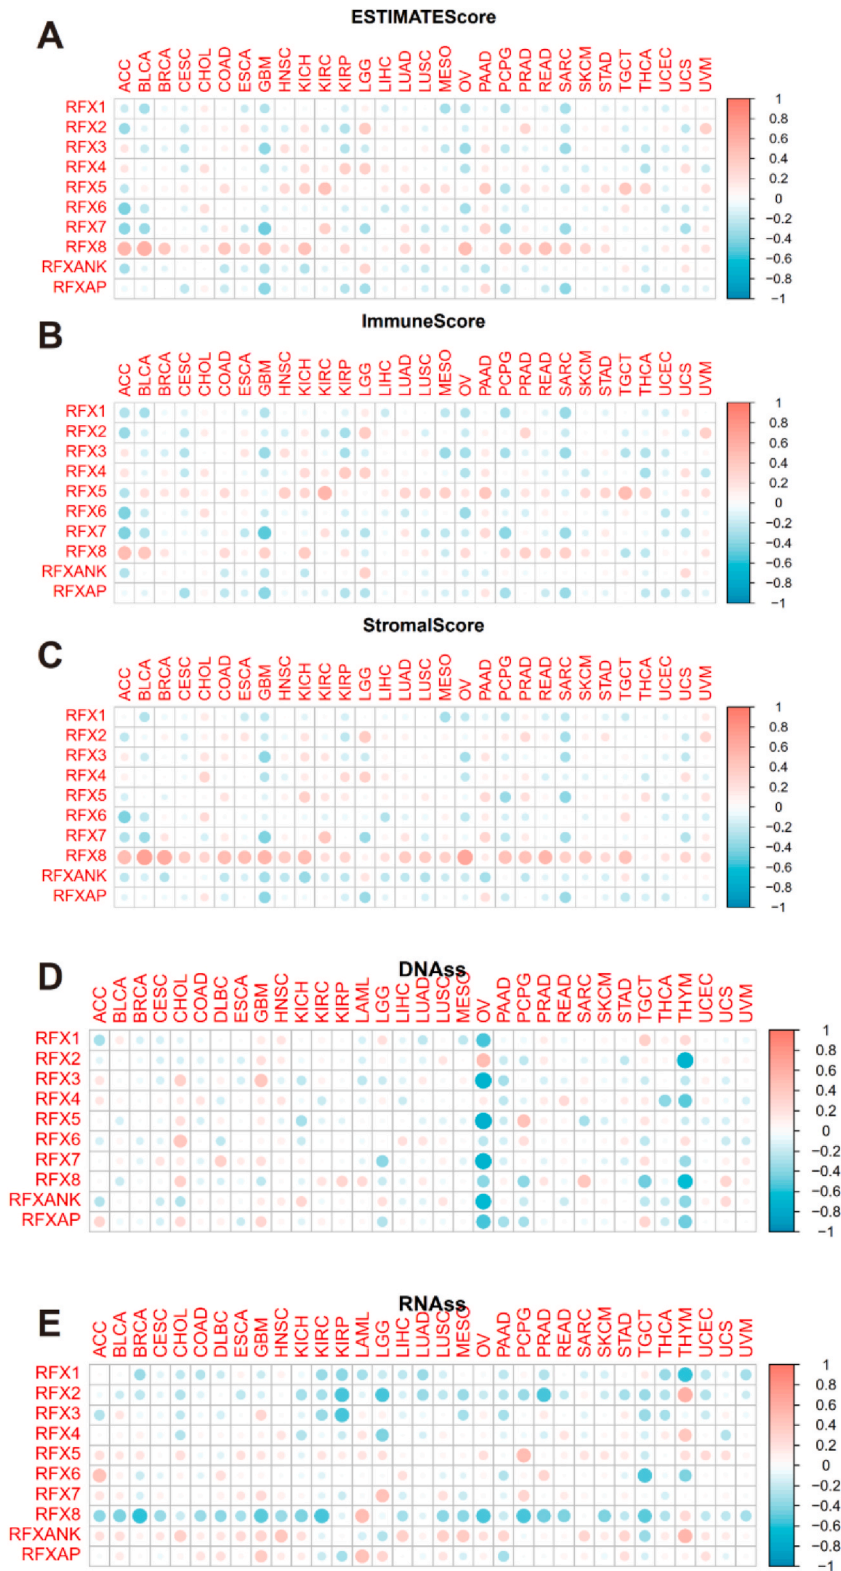 A
ESTIMATEScore
ACC BLCA BRCA CESC CHOL COAD ESCA GBM HNSC KICH KIRC KIRP LGG LIHC LUAD LUSC MESO OV PAAD PCPG PRAD READ SARC SKCM STAD TGCT THCA UCEC UCS UVM
RFX1
RFX2
RFX3
RFX4
RFX5
RFX6
RFX7
RFX8
RFXANK
RFXAP
1
0.8
0.6
0.4
0.2
0
−0.2
−0.4
−0.6
−0.8
−1
B
ImmuneScore
ACC BLCA BRCA CESC CHOL COAD ESCA GBM HNSC KICH KIRC KIRP LGG LIHC LUAD LUSC MESO OV PAAD PCPG PRAD READ SARC SKCM STAD TGCT THCA UCEC UCS UVM
RFX1
RFX2
RFX3
RFX4
RFX5
RFX6
RFX7
RFX8
RFXANK
RFXAP
1
0.8
0.6
0.4
0.2
0
−0.2
−0.4
−0.6
−0.8
−1
C
StromalScore
ACC BLCA BRCA CESC CHOL COAD ESCA GBM HNSC KICH KIRC KIRP LGG LIHC LUAD LUSC MESO OV PAAD PCPG PRAD READ SARC SKCM STAD TGCT THCA UCEC UCS UVM
RFX1
RFX2
RFX3
RFX4
RFX5
RFX6
RFX7
RFX8
RFXANK
RFXAP
1
0.8
0.6
0.4
0.2
0
−0.2
−0.4
−0.6
−0.8
−1
D
DNAss
ACC BLCA BRCA CESC CHOL COAD DLBC ESCA GBM HNSC KICH KIRC KIRP LAML LGG LIHC LUAD LUSC MESO OV PAAD PCPG PRAD READ SARC SKCM STAD TGCT THCA THYM UCEC UCS UVM
RFX1
RFX2
RFX3
RFX4
RFX5
RFX6
RFX7
RFX8
RFXANK
RFXAP
1
0.8
0.6
0.4
0.2
0
−0.2
−0.4
−0.6
−0.8
−1
E
RNAss
ACC BLCA BRCA CESC CHOL COAD DLBC ESCA GBM HNSC KICH KIRC KIRP LAML LGG LIHC LUAD LUSC MESO OV PAAD PCPG PRAD READ SARC SKCM STAD TGCT THCA THYM UCEC UCS UVM
RFX1
RFX2
RFX3
RFX4
RFX5
RFX6
RFX7
RFX8
RFXANK
RFXAP
1
0.8
0.6
0.4
0.2
0
−0.2
−0.4
−0.6
−0.8
−1